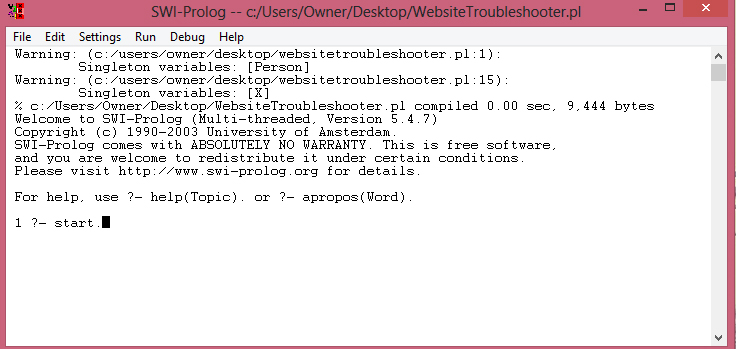 SWI-Prolog -- c:/Users/Owner/Desktop/WebsiteTroubleshooter.pl
File Edit Settings Run Debug Help
Warning: (c:/users/owner/desktop/websitetroubleshooter.pl:1):
Singleton variables: [Person]
Warning: (c:/users/owner/desktop/websitetroubleshooter.pl:15):
Singleton variables: [X]
% c:/Users/Owner/Desktop/WebsiteTroubleshooter.pl compiled 0.00 sec, 9,444 bytes
Welcome to SWI-Prolog (Multi-threaded, Version 5.4.7)
Copyright (c) 1990-2003 University of Amsterdam.
SWI-Prolog comes with ABSOLUTELY NO WARRANTY. This is free software,
and you are welcome to redistribute it under certain conditions.
Please visit http://www.swi-prolog.org for details.
For help, use ?- help(Topic). or ?- apropos(Word).
1 ?- start.